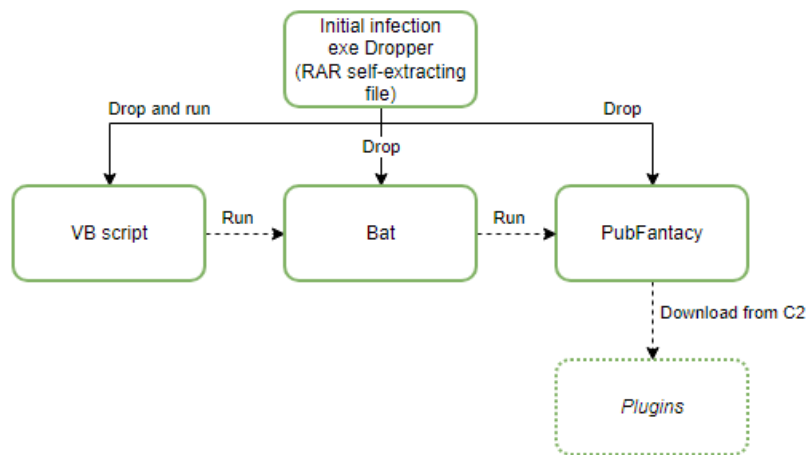 Initial infection
exe Dropper
(RAR self-extracting
file)
Drop and run
Drop
Drop
VB script
Run
Bat
Run
PubFantacy
Download from C2
Plugins